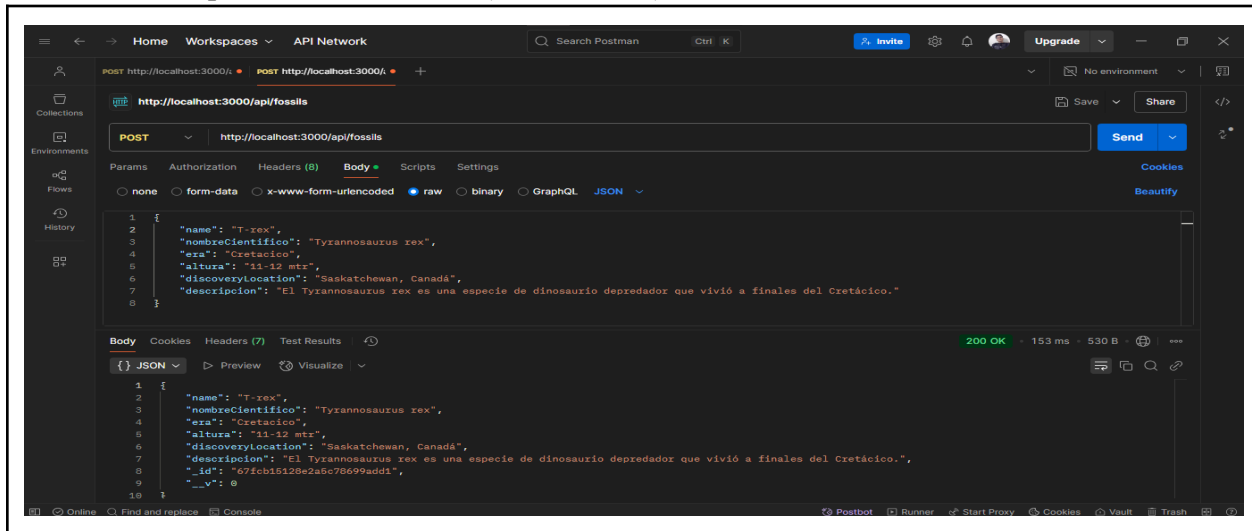 Home Workspaces API Network Search Postman Ctrl K Invite Upgrade
POST http://localhost:3000/a POST http://localhost:3000/a No environment
HTTP http://localhost:3000/api/fossils Save Share
Collections
POST http://localhost:3000/api/fossils Send
Environments
Params Authorization Headers (8) Body Scripts Settings Cookies
Flows
none form-data x-www-form-urlencoded raw binary GraphQL JSON Beautify
History
1 {
2 "name": "T-rex",
3 "nombreCientifico": "Tyrannosaurus rex",
4 "era": "Cretacico",
5 "altura": "11-12 mtr",
6 "discoveryLocation": "Saskatchewan, Canadá",
7 "descripcion": "El Tyrannosaurus rex es una especie de dinosaurio depredador que vivió a finales del Cretácico."
8 }
Body Cookies Headers (7) Test Results 200 OK 153 ms 530 B
{} JSON Preview Visualize
1 {
2 "name": "T-rex",
3 "nombreCientifico": "Tyrannosaurus rex",
4 "era": "Cretacico",
5 "altura": "11-12 mtr",
6 "discoveryLocation": "Saskatchewan, Canadá",
7 "descripcion": "El Tyrannosaurus rex es una especie de dinosaurio depredador que vivió a finales del Cretácico.",
8 "_id": "67fcb15128e2a5c78699add1",
9 "__v": 0
10 }
Online Find and replace Console Postbot Runner Start Proxy Cookies Vault Trash